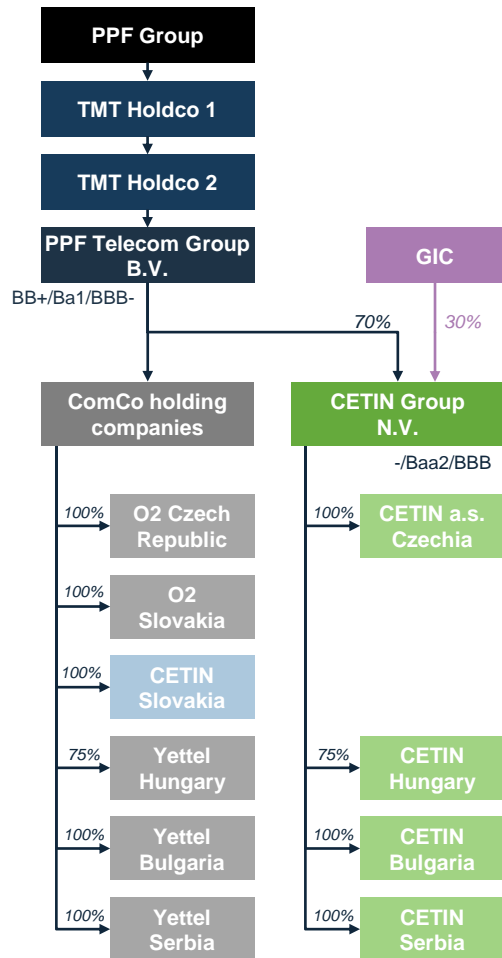 PPF Group
TMT Holdco 1
TMT Holdco 2
PPF Telecom Group
B.V.
GIC
BB+/Ba1/BBB-
70%
30%
ComCo holding
companies
CETIN Group
N.V.
-/Baa2/BBB
100%
O2 Czech
Republic
100%
CETIN a.s.
Czechia
100%
O2
Slovakia
100%
CETIN
Slovakia
75%
Yettel
Hungary
75%
CETIN
Hungary
100%
Yettel
Bulgaria
100%
CETIN
Bulgaria
100%
Yettel
Serbia
100%
CETIN
Serbia